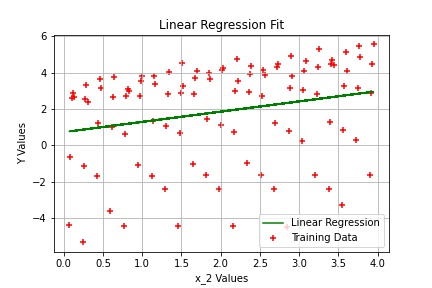 Linear Regression Fit
Y Values
6
4
2
0
−2
−4
0.0 0.5 1.0 1.5 2.0 2.5 3.0 3.5 4.0
x_2 Values
Linear Regression
Training Data